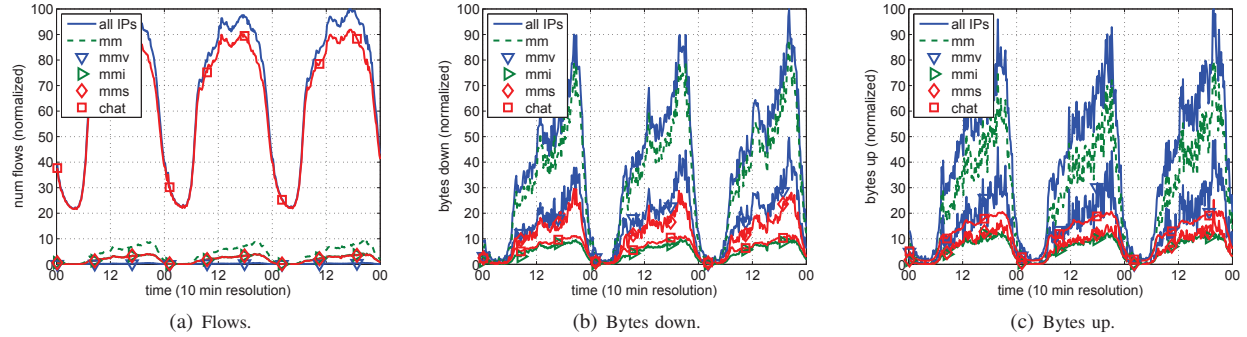 100
90
80
70
60
50
40
30
20
10
0
num flows (normalized)
all IPs
mm
mmv
mmi
mms
chat
00 12 00 12 00 12 00
time (10 min resolution)
(a) Flows.
100
90
80
70
60
50
40
30
20
10
0
bytes down (normalized)
all IPs
mm
mmv
mmi
mms
chat
00 12 00 12 00 12 00
time (10 min resolution)
(b) Bytes down.
100
90
80
70
60
50
40
30
20
10
0
bytes up (normalized)
all IPs
mm
mmv
mmi
mms
chat
00 12 00 12 00 12 00
time (10 min resolution)
(c) Bytes up.